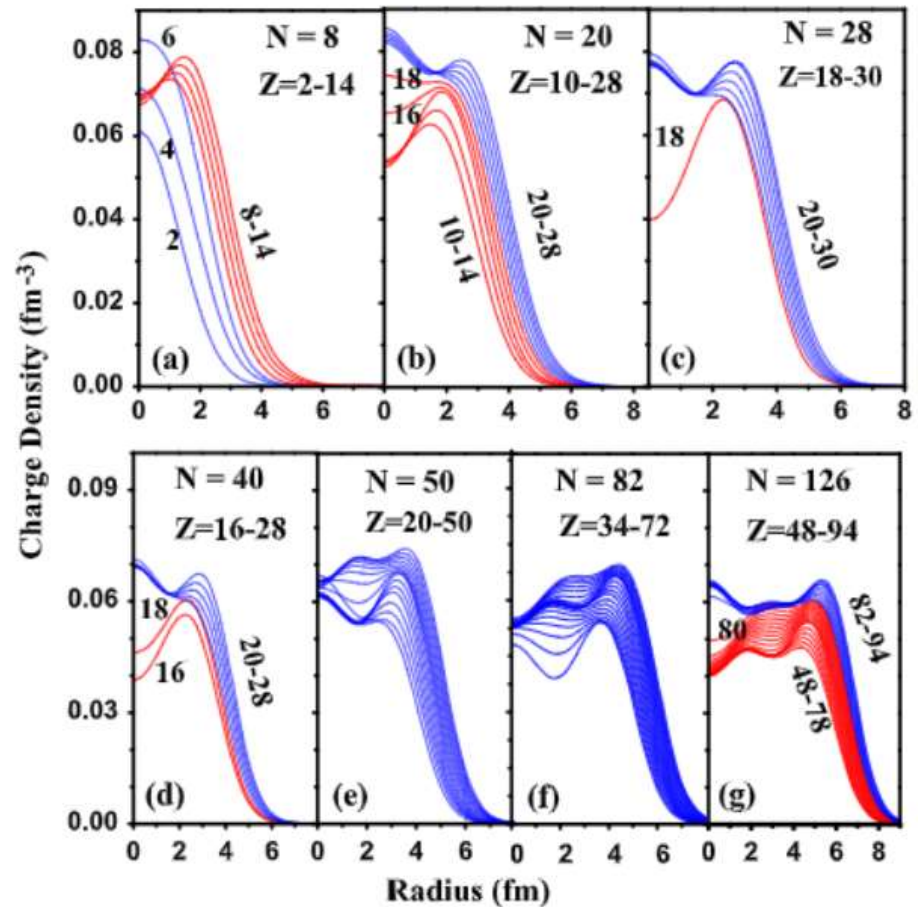 Charge Density (fm⁻³)
0.08
0.06
0.04
0.02
0.00
N = 8
Z=2-14
6
4
2
8-14
(a)
0 2 4 6
N = 20
Z=10-28
18
16
10-14
20-28
(b)
0 2 4 6
N = 28
Z=18-30
18
20-30
(c)
0 2 4 6 8
0.09
0.06
0.03
0.00
N = 40
Z=16-28
18
16
20-28
(d)
0 2 4 6
N = 50
Z=20-50
(e)
0 2 4 6
N = 82
Z=34-72
(f)
0 2 4 6
N = 126
Z=48-94
80
48-78
82-94
(g)
0 2 4 6 8
Radius (fm)